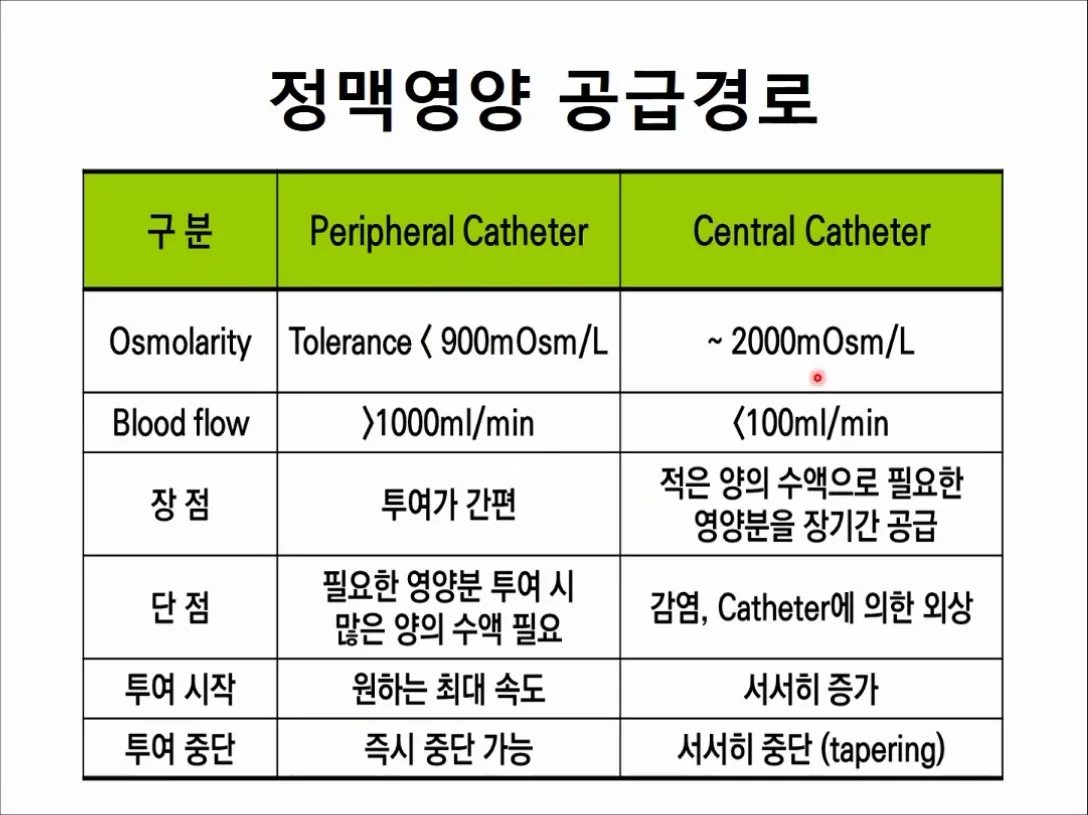 정맥영양 공급경로
구 분 Peripheral Catheter Central Catheter
Osmolarity Tolerance < 900mOsm/L ~ 2000mOsm/L
Blood flow >1000ml/min <100ml/min
장 점 투여가 간편 적은 양의 수액으로 필요한
영양분을 장기간 공급
단 점 필요한 영양분 투여 시
많은 양의 수액 필요 감염, Catheter에 의한 외상
투여 시작 원하는 최대 속도 서서히 증가
투여 중단 즉시 중단 가능 서서히 중단 (tapering)